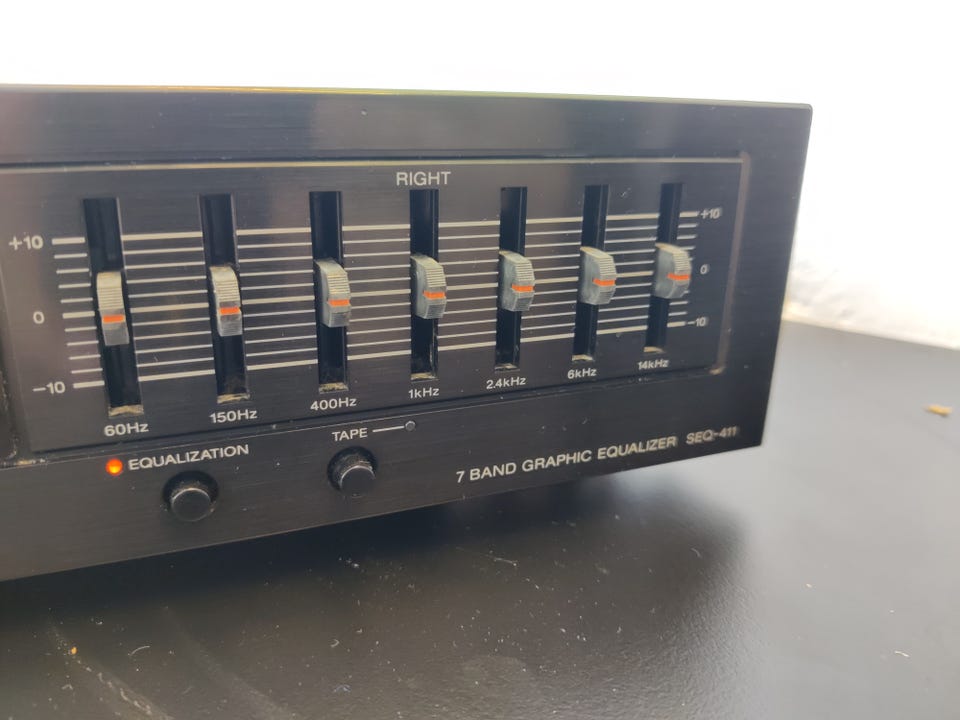 RIGHT
+10
+10
0
0
-10
-10
60Hz 150Hz 400Hz 1kHz 2.4kHz 6kHz 14kHz
EQUALIZATION
TAPE
7 BAND GRAPHIC EQUALIZER SEQ-411